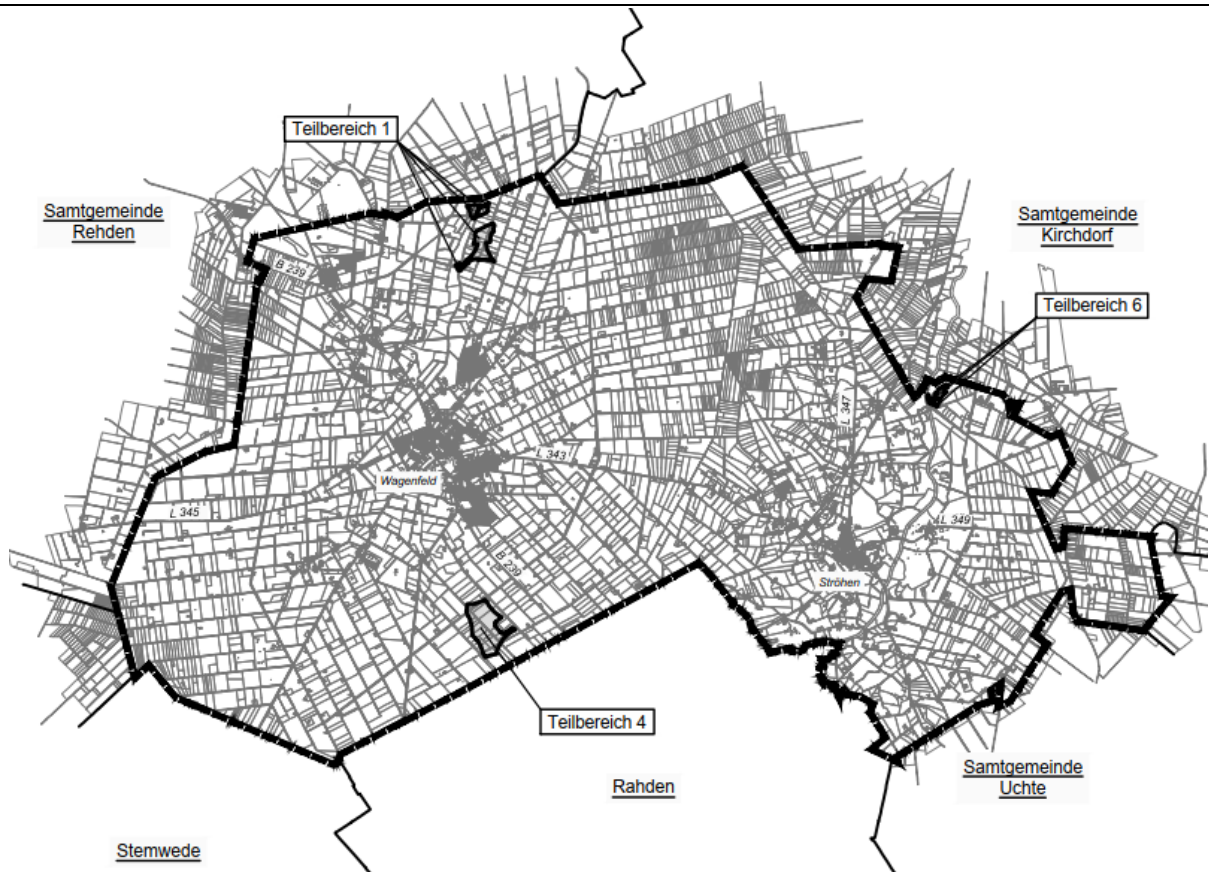 Teilbereich 1
Samtgemeinde
Rehden
Samtgemeinde
Kirchdorf
B 239
Teilbereich 6
L 347
L 343
Wagenfeld
L 345
L 349
B 239
Ströhen
Teilbereich 4
Samtgemeinde
Uchte
Rahden
Stemwede